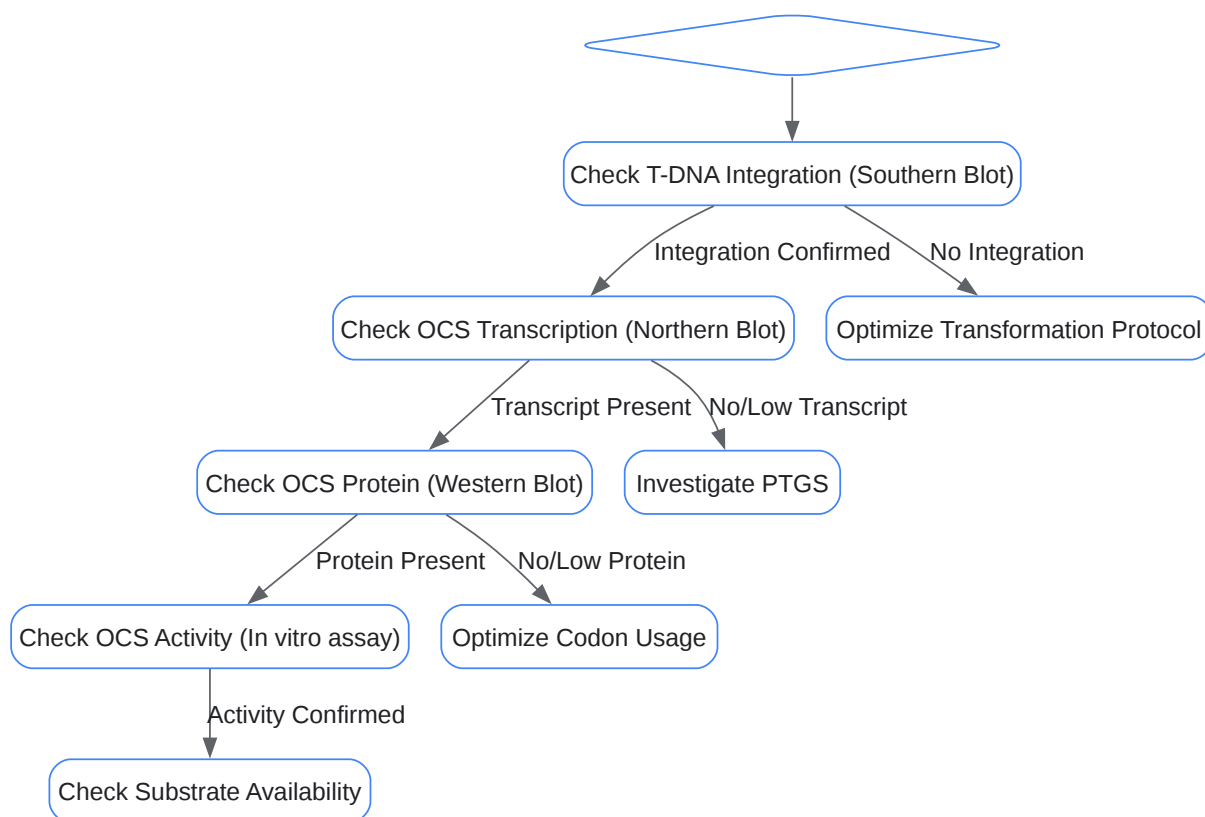 Check T-DNA Integration (Southern Blot)
Integration Confirmed
No Integration
Check OCS Transcription (Northern Blot)
Optimize Transformation Protocol
Transcript Present
No/Low Transcript
Check OCS Protein (Western Blot)
Investigate PTGS
Protein Present
No/Low Protein
Check OCS Activity (In vitro assay)
Optimize Codon Usage
Activity Confirmed
Check Substrate Availability